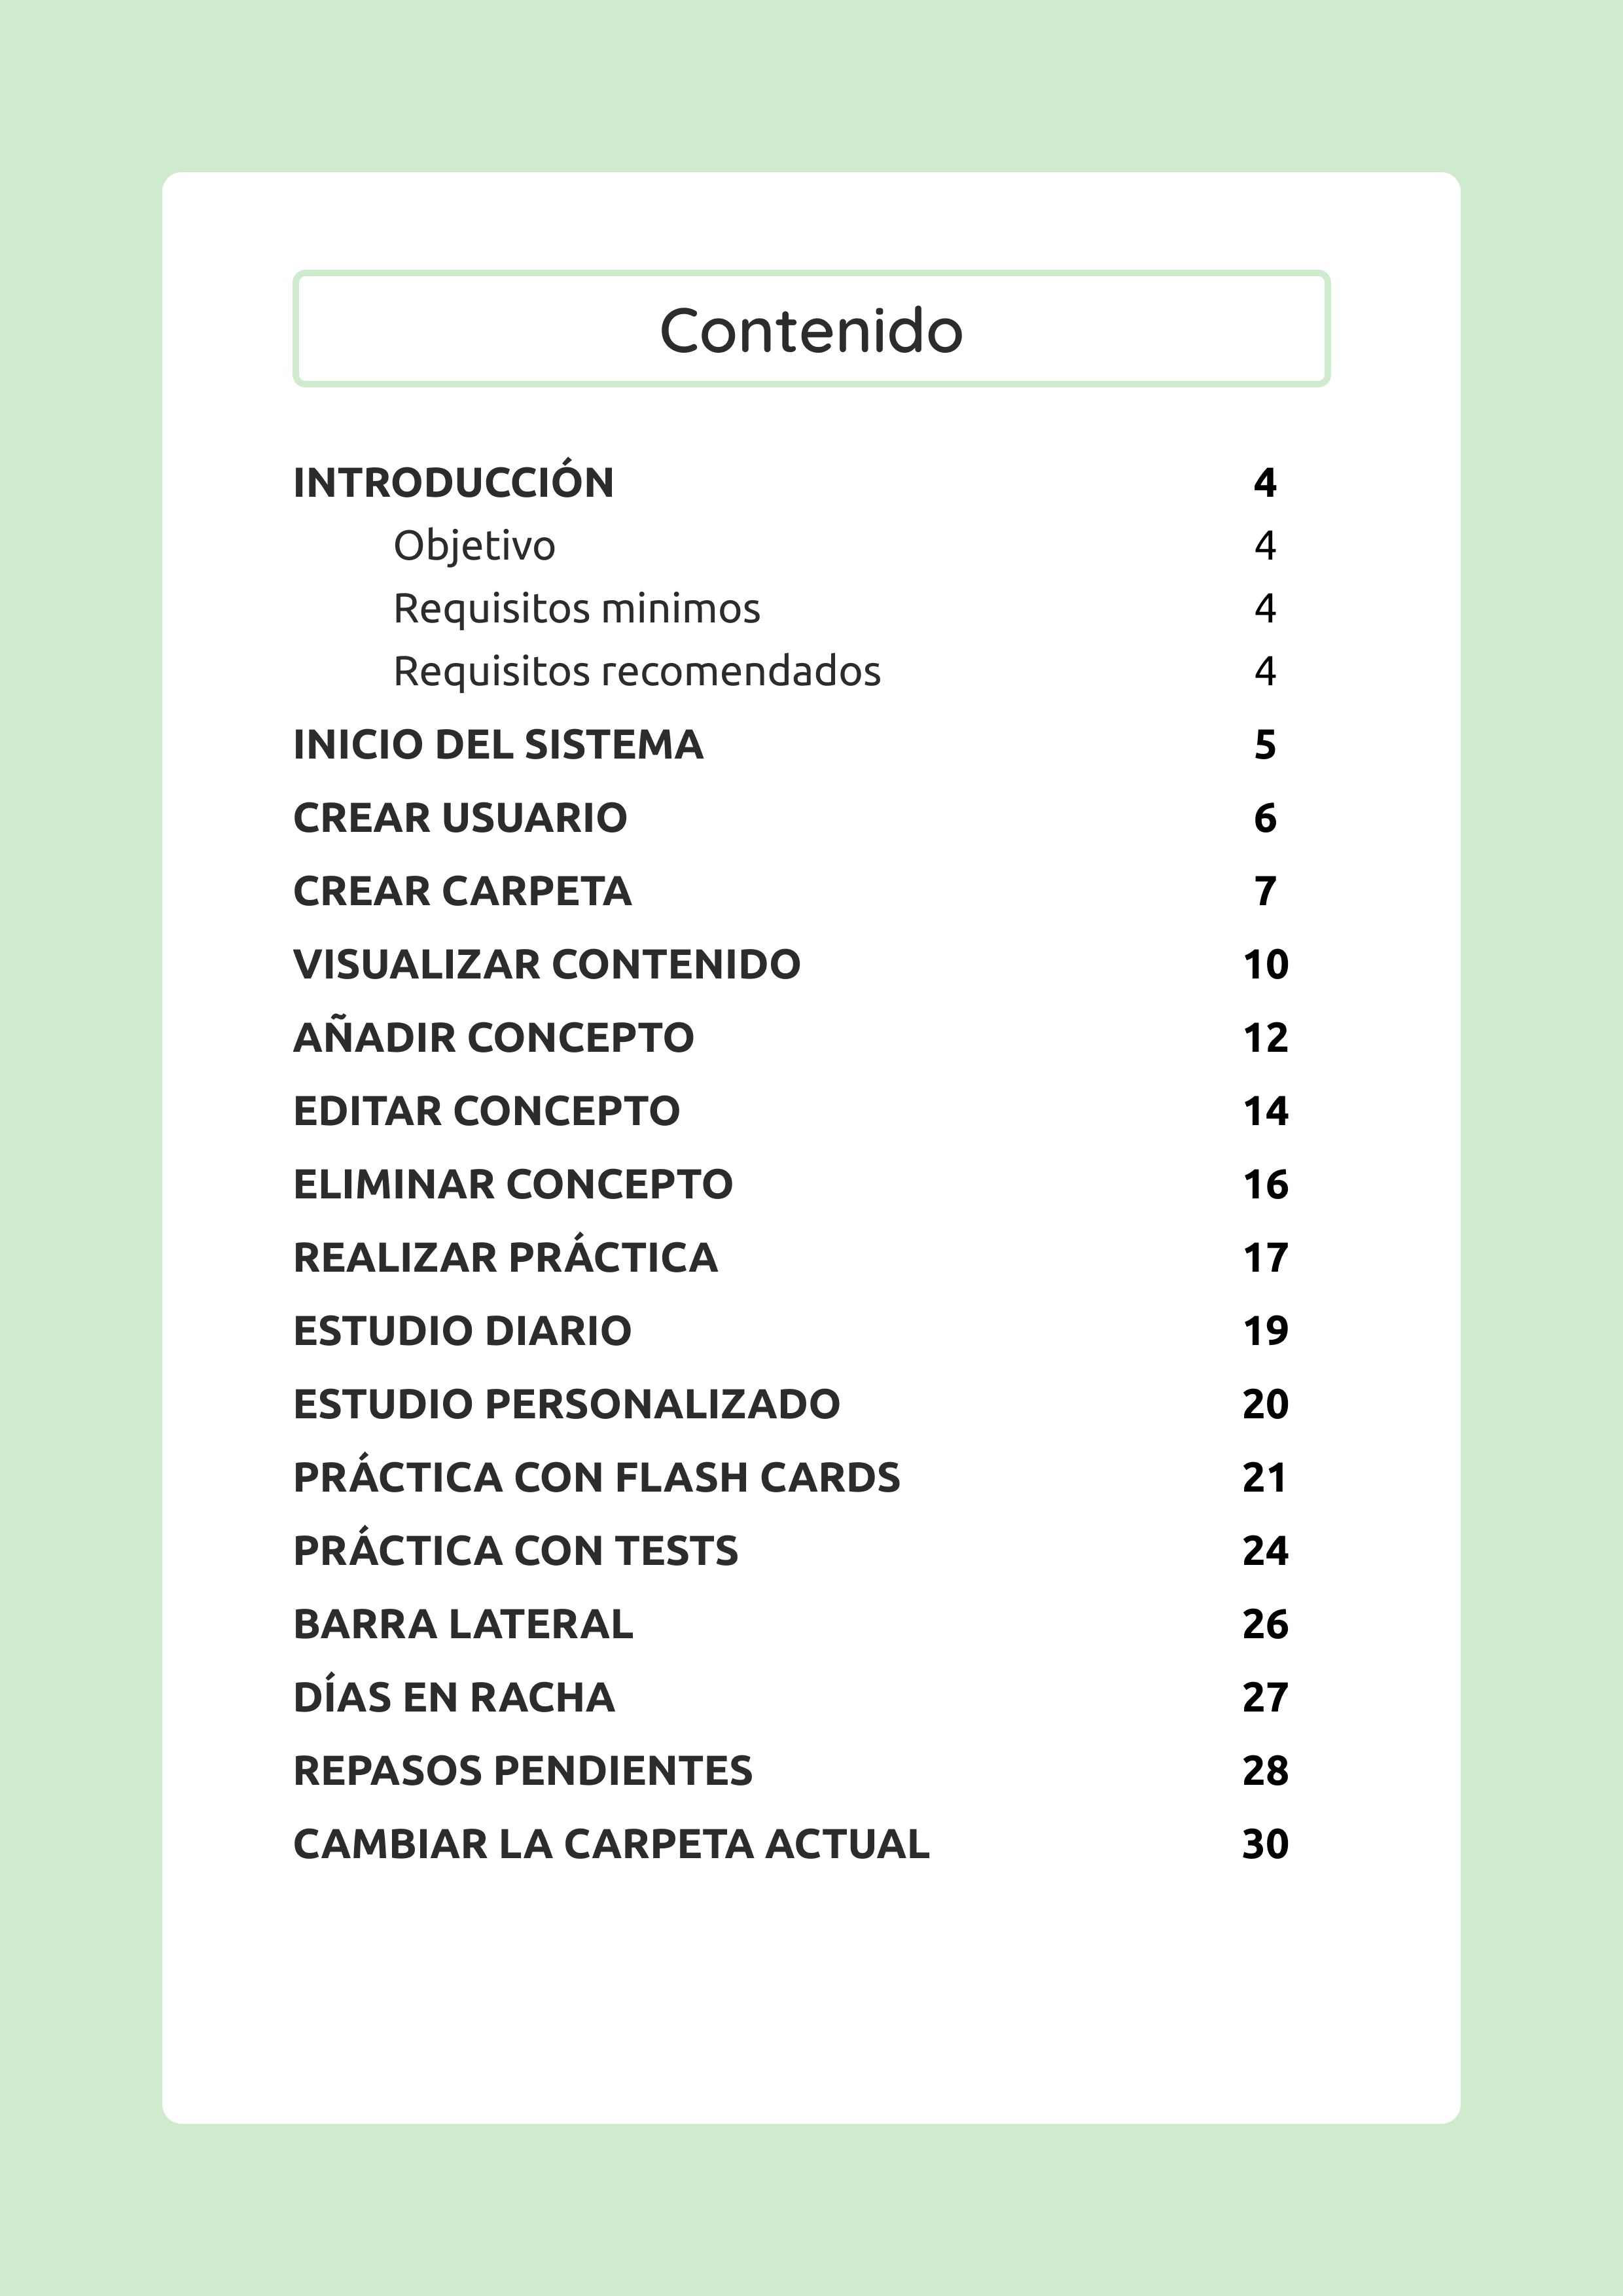 Contenido
INTRODUCCIÓN 4
Objetivo 4
Requisitos minimos 4
Requisitos recomendados 4
INICIO DEL SISTEMA 5
CREAR USUARIO 6
CREAR CARPETA 7
VISUALIZAR CONTENIDO 10
AÑADIR CONCEPTO 12
EDITAR CONCEPTO 14
ELIMINAR CONCEPTO 16
REALIZAR PRÁCTICA 17
ESTUDIO DIARIO 19
ESTUDIO PERSONALIZADO 20
PRÁCTICA CON FLASH CARDS 21
PRÁCTICA CON TESTS 24
BARRA LATERAL 26
DÍAS EN RACHA 27
REPASOS PENDIENTES 28
CAMBIAR LA CARPETA ACTUAL 30